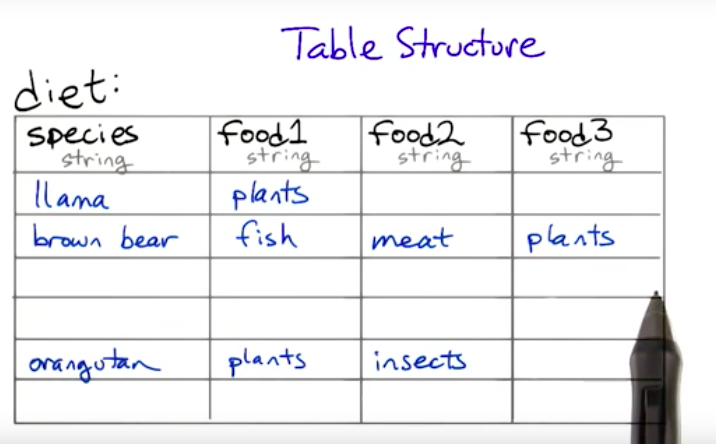 Table Structure
diet:
species food1 food2 food3
string string string string
llama plants
brown bear fish meat plants
orangutan plants insects